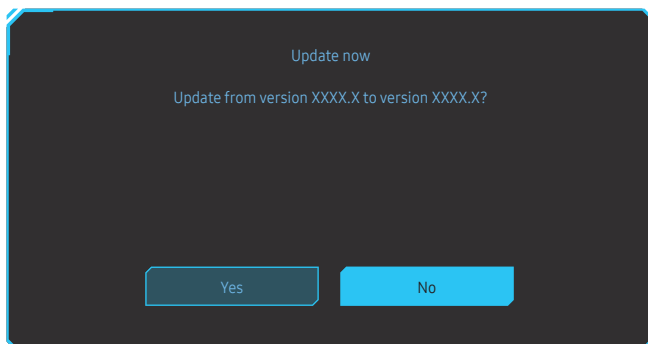 Update now
Update from version XXXX.X to version XXXX.X?
Yes
No